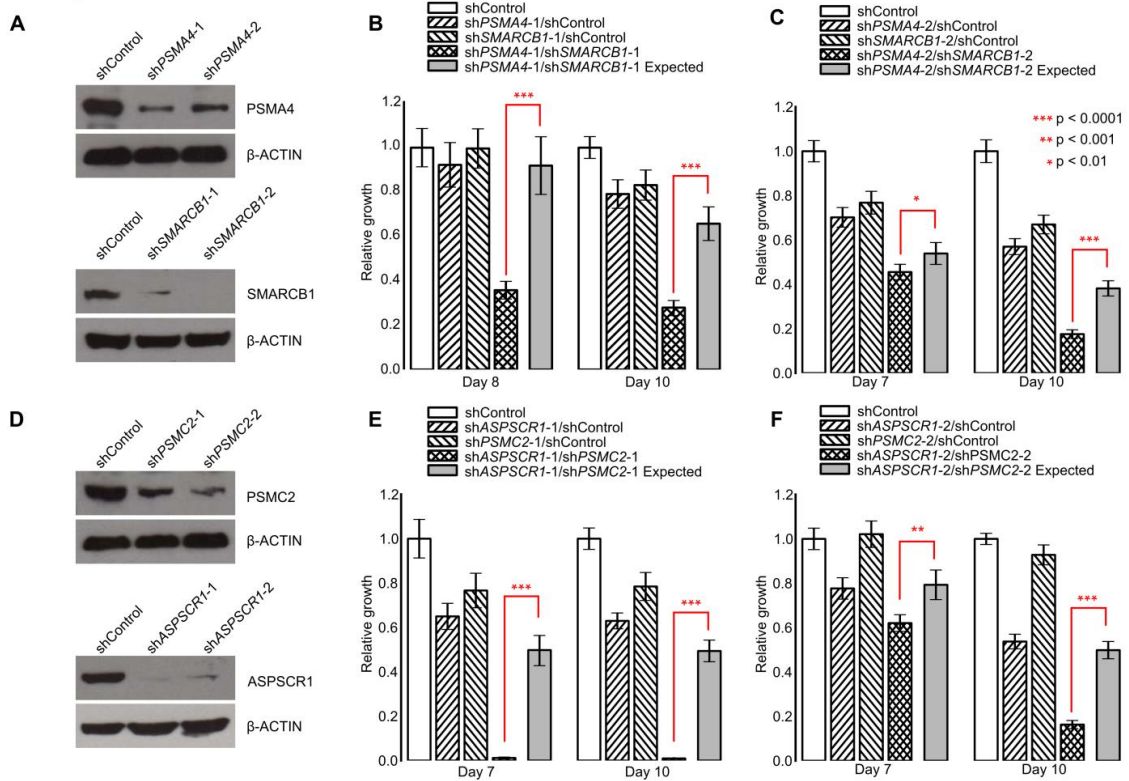 A
shControl
shPSMA4-1
shPSMA4-2
PSMA4
β-ACTIN
shControl
shSMARCB1-1
shSMARCB1-2
SMARCB1
β-ACTIN
B
shControl
shPSMA4-1/shControl
shSMARCB1-1/shControl
shPSMA4-1/shSMARCB1-1
shPSMA4-1/shSMARCB1-1 Expected
Relative growth
1.2
1.0
0.8
0.6
0.4
0.2
0.0
***
***
Day 8
Day 10
C
shControl
shPSMA4-2/shControl
shSMARCB1-2/shControl
shPSMA4-2/shSMARCB1-2
shPSMA4-2/shSMARCB1-2 Expected
*** p < 0.0001
** p < 0.001
* p < 0.01
Relative growth
1.2
1.0
0.8
0.6
0.4
0.2
0.0
*
***
Day 7
Day 10
D
shControl
shPSMC2-1
shPSMC2-2
PSMC2
β-ACTIN
shControl
shASPSCR1-1
shASPSCR1-2
ASPSCR1
β-ACTIN
E
shControl
shASPSCR1-1/shControl
shPSMC2-1/shControl
shASPSCR1-1/shPSMC2-1
shASPSCR1-1/shPSMC2-1 Expected
Relative growth
1.2
1.0
0.8
0.6
0.4
0.2
0.0
***
***
Day 7
Day 10
F
shControl
shASPSCR1-2/shControl
shPSMC2-2/shControl
shASPSCR1-2/shPSMC2-2
shASPSCR1-2/shPSMC2-2 Expected
Relative growth
1.2
1.0
0.8
0.6
0.4
0.2
0.0
**
***
Day 7
Day 10